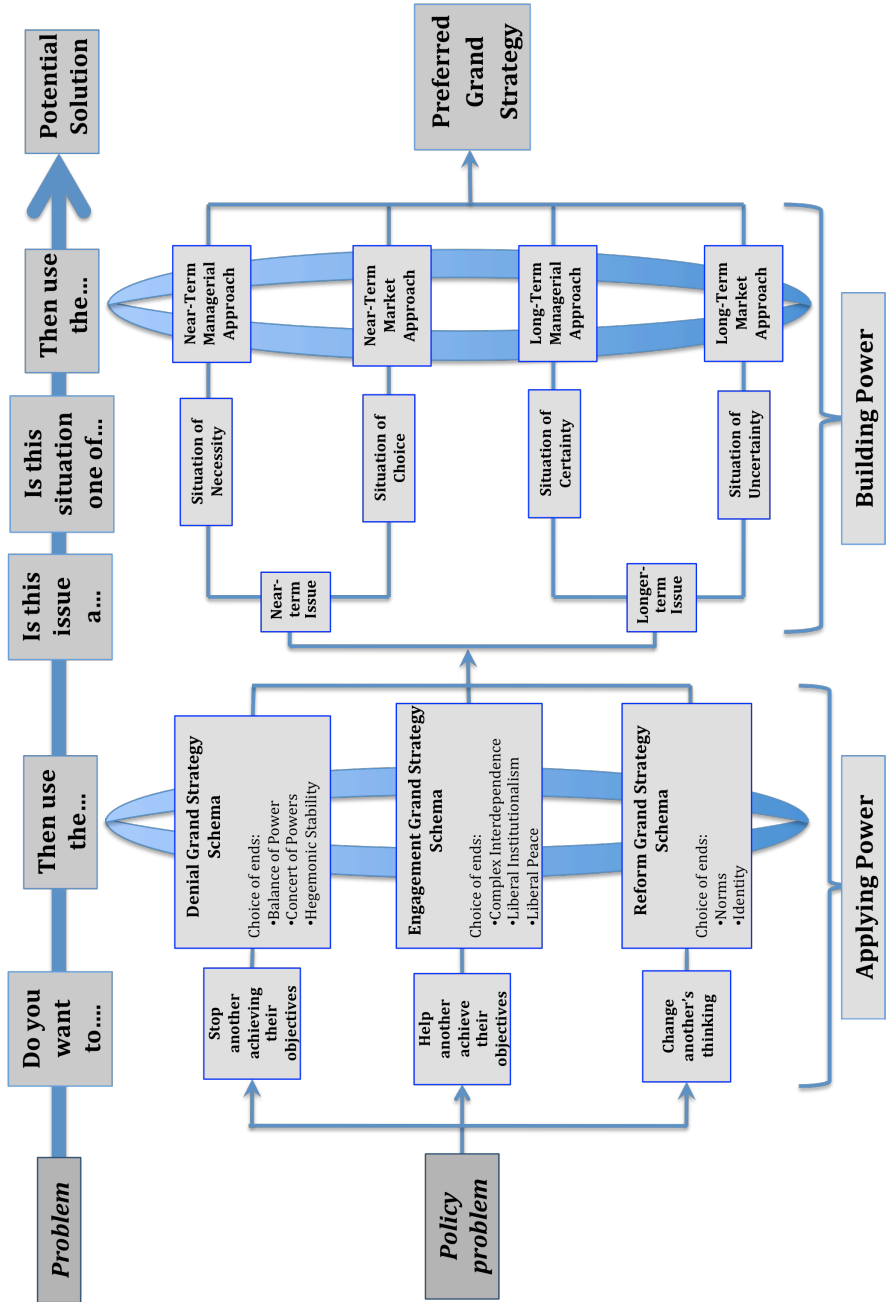 Problem
Do you
want
to....
Then use
the...
Is this
issue
a...
Is this
situation
one of...
Then use
the...
Potential
Solution
Policy
problem
Stop
another
achieving
their
objectives
Help
another
achieve
their
objectives
Change
another's
thinking
Denial Grand Strategy
Schema
Choice of ends:
•Balance of Power
•Concert of Powers
•Hegemonic Stability
Engagement Grand Strategy
Schema
Choice of ends:
•Complex Interdependence
•Liberal Institutionalism
•Liberal Peace
Reform Grand Strategy
Schema
Choice of ends:
•Norms
•Identity
Near-
term
Issue
Longer-
term
Issue
Situation of
Necessity
Situation of
Choice
Situation of
Certainty
Situation of
Uncertainty
Near-Term
Managerial
Approach
Near-Term
Market
Approach
Long-Term
Managerial
Approach
Long-Term
Market
Approach
Preferred
Grand
Strategy
Applying Power
Building Power